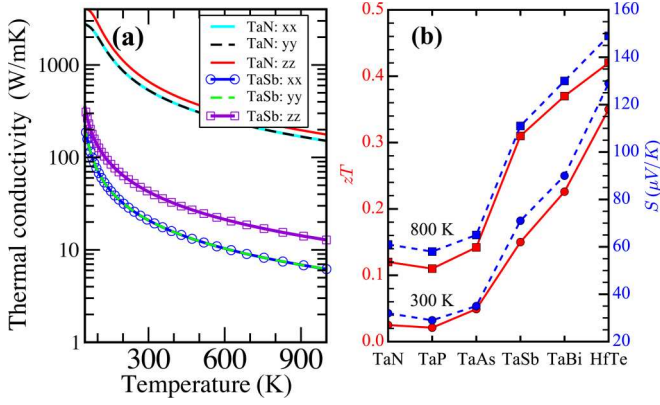 (a)
TaN: xx
TaN: yy
TaN: zz
TaSb: xx
TaSb: yy
TaSb: zz
Thermal conductivity (W/mK)
1000
100
10
1
300
600
900
Temperature (K)
(b)
zT
0.5
0.4
0.3
0.2
0.1
0.0
800 K
300 K
TaN
TaP
TaAs
TaSb
TaBi
HfTe
160
140
120
100
80
60
40
20
S (μV/K)